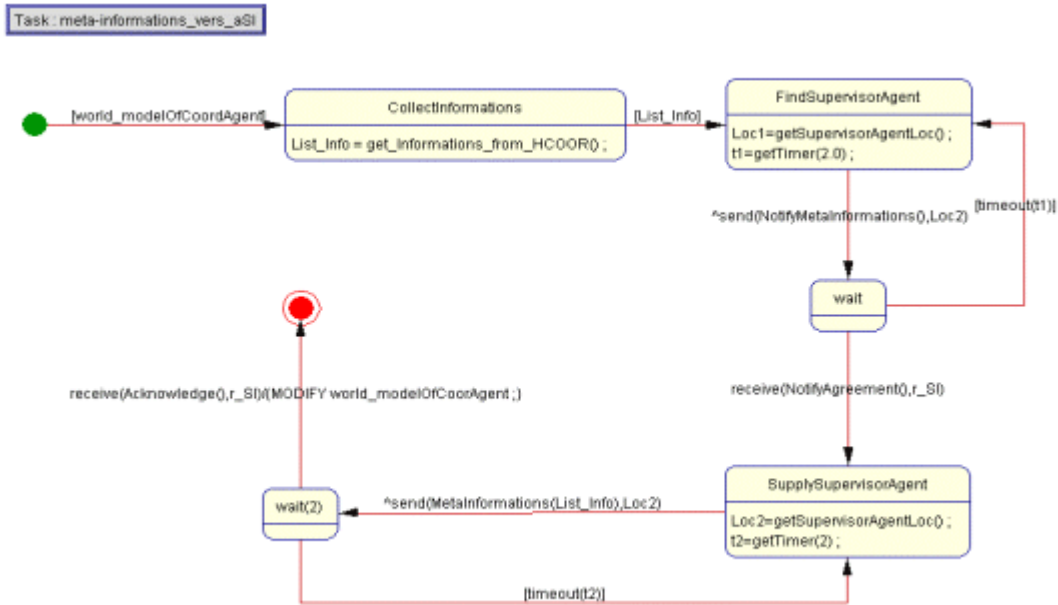 Task : meta-informations_vers_aSI
[world_modelOfCoordAgent]
CollectInformations
List_Info = get_Informations_from_HCOOR() ;
[List_Info]
FindSupervisorAgent
Loc1=getSupervisorAgentLoc() ;
t1=getTimer(2.0) ;
^send(NotifyMetaInformations(),Loc2)
[timeout(t1)]
wait
receive(NotifyAgreement(),r_SI)
receive(Acknowledge(),r_SI)/(MODIFY world_modelOfCoorAgent ;)
SupplySupervisorAgent
Loc2=getSupervisorAgentLoc() ;
t2=getTimer(2) ;
^send(MetaInformations(List_Info),Loc2)
wait(2)
[timeout(t2)]